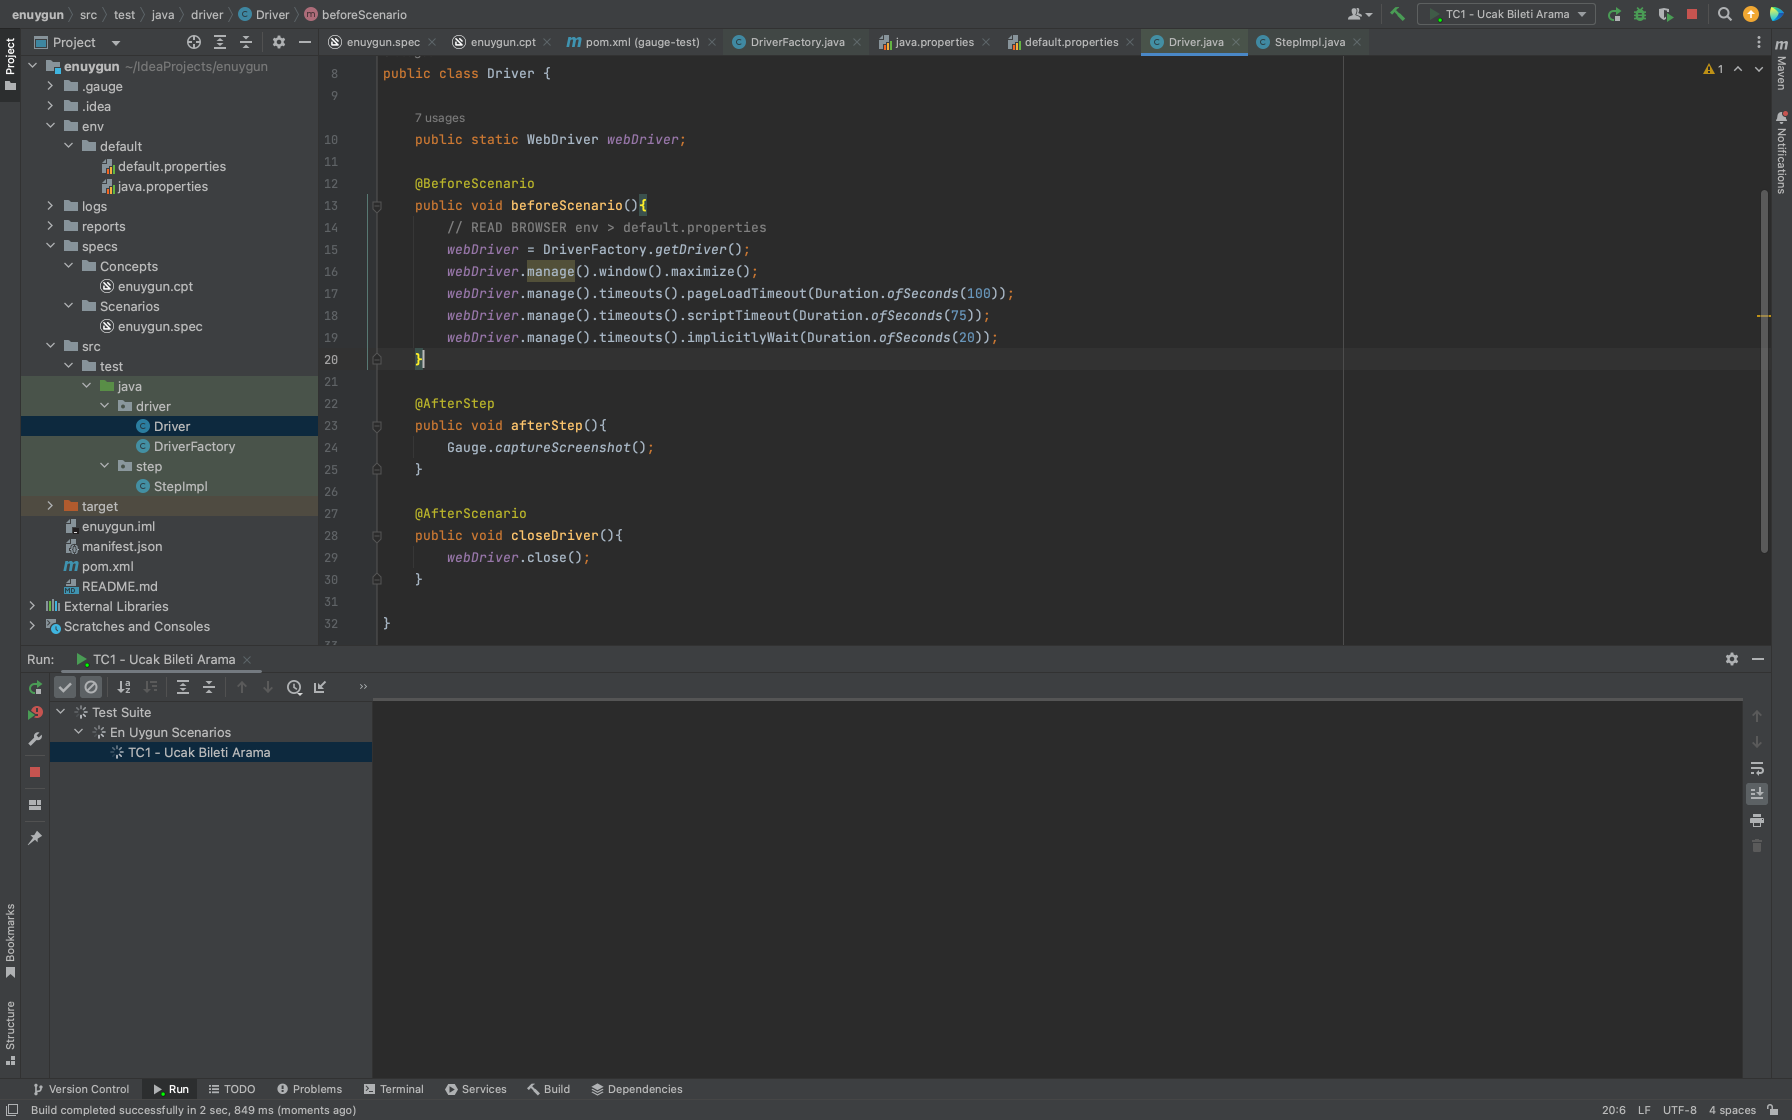 enuygun src test java driver Driver beforeScenario
TC1 - Ucak Bileti Arama
Project
enuygun.spec enuygun.cpt pom.xml (gauge-test) DriverFactory.java java.properties default.properties Driver.java StepImpl.java
Project
Maven
Notifications
enuygun ~/IdeaProjects/enuygun
.gauge
.idea
env
default
default.properties
java.properties
logs
reports
specs
Concepts
enuygun.cpt
Scenarios
enuygun.spec
src
test
java
driver
Driver
DriverFactory
step
StepImpl
target
enuygun.iml
manifest.json
pom.xml
README.md
External Libraries
Scratches and Consoles
1
8 public class Driver {
9
7 usages
10 public static WebDriver webDriver;
11
12 @BeforeScenario
13 public void beforeScenario(){
14 // READ BROWSER env > default.properties
15 webDriver = DriverFactory.getDriver();
16 webDriver.manage().window().maximize();
17 webDriver.manage().timeouts().pageLoadTimeout(Duration.ofSeconds(100));
18 webDriver.manage().timeouts().scriptTimeout(Duration.ofSeconds(75));
19 webDriver.manage().timeouts().implicitlyWait(Duration.ofSeconds(20));
20 }
21
22 @AfterStep
23 public void afterStep(){
24 Gauge.captureScreenshot();
25 }
26
27 @AfterScenario
28 public void closeDriver(){
29 webDriver.close();
30 }
31
32 }
Run: TC1 - Ucak Bileti Arama
Test Suite
En Uygun Scenarios
TC1 - Ucak Bileti Arama
Bookmarks
Structure
Version Control Run TODO Problems Terminal Services Build Dependencies
Build completed successfully in 2 sec, 849 ms (moments ago)
20:6 LF UTF-8 4 spaces